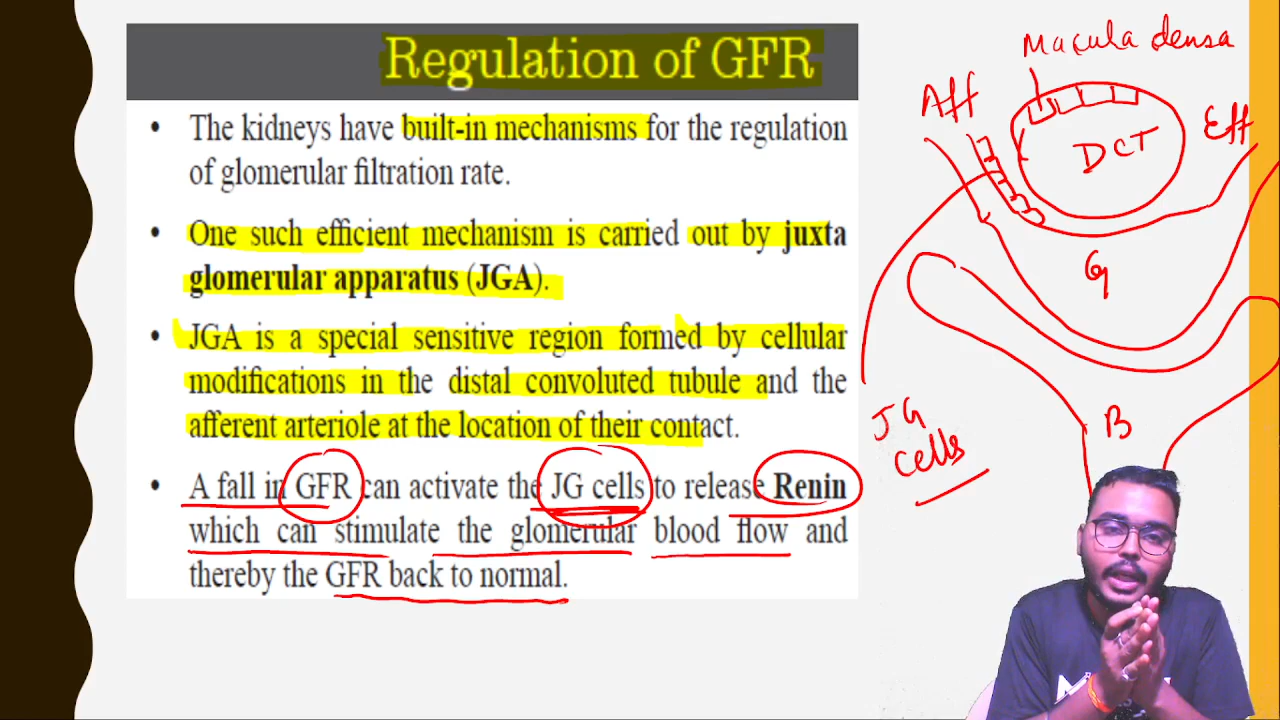 Regulation of GFR
• The kidneys have built-in mechanisms for the regulation
of glomerular filtration rate.
• One such efficient mechanism is carried out by juxta
glomerular apparatus (JGA).
• JGA is a special sensitive region formed by cellular
modifications in the distal convoluted tubule and the
afferent arteriole at the location of their contact.
• A fall in GFR can activate the JG cells to release Renin
which can stimulate the glomerular blood flow and
thereby the GFR back to normal.
Macula densa
Aff
Eff
DCT
G
JG
cells
B